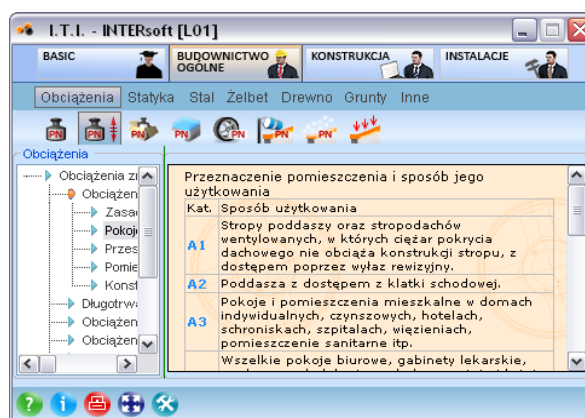 I.T.I. - INTERsoft [L01]
BASIC
BUDOWNICTWO
OGÓLNE
KONSTRUKCJA
INSTALACJE
Obciążenia Statyka Stal Żelbet Drewno Grunty Inne
PN PN PN PN PN PN PN
Obciążenia
Obciążenia
Obciążen
Zasa
Pokoj
Przes
Pomie
Konst
Długotrw
Obciążen
Obciążen
Przeznaczenie pomieszczenia i sposób jego
użytkowania
Kat. Sposób użytkowania
A1
Stropy poddaszy oraz stropodachów
wentylowanych, w których ciężar pokrycia
dachowego nie obciąża konstrukcji stropu, z
dostępem poprzez wyłaz rewizyjny.
A2 Poddasza z dostępem z klatki schodowej.
A3
Pokoje i pomieszczenia mieszkalne w domach
indywidualnych, czynszowych, hotelach,
schroniskach, szpitalach, więzieniach,
pomieszczenie sanitarne itp.
Wszelkie pokoje biurowe, gabinety lekarskie,